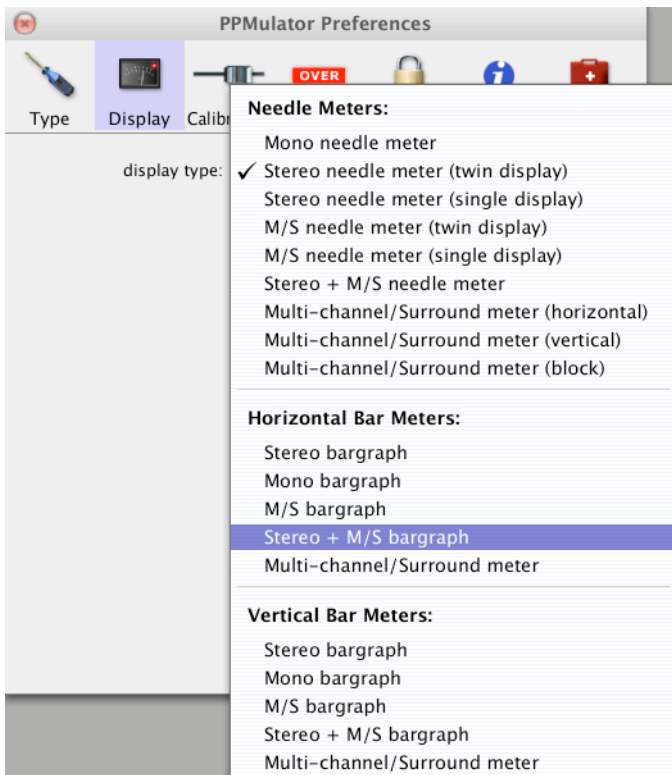 PPMulator Preferences
OVER
Type Display Calibr
display type:
Needle Meters:
Mono needle meter
✓ Stereo needle meter (twin display)
Stereo needle meter (single display)
M/S needle meter (twin display)
M/S needle meter (single display)
Stereo + M/S needle meter
Multi-channel/Surround meter (horizontal)
Multi-channel/Surround meter (vertical)
Multi-channel/Surround meter (block)
Horizontal Bar Meters:
Stereo bargraph
Mono bargraph
M/S bargraph
Stereo + M/S bargraph
Multi-channel/Surround meter
Vertical Bar Meters:
Stereo bargraph
Mono bargraph
M/S bargraph
Stereo + M/S bargraph
Multi-channel/Surround meter